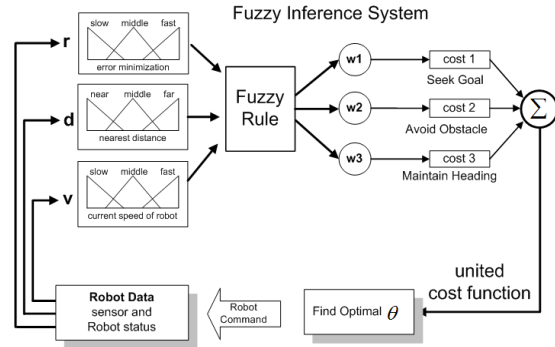 Fuzzy Inference System
r
slow middle fast
error minimization
d
near middle far
nearest distance
v
slow middle fast
current speed of robot
Fuzzy
Rule
w1
w2
w3
cost 1
Seek Goal
cost 2
Avoid Obstacle
cost 3
Maintain Heading
Σ
united
cost function
Find Optimal θ
Robot
Command
Robot Data
sensor and
Robot status